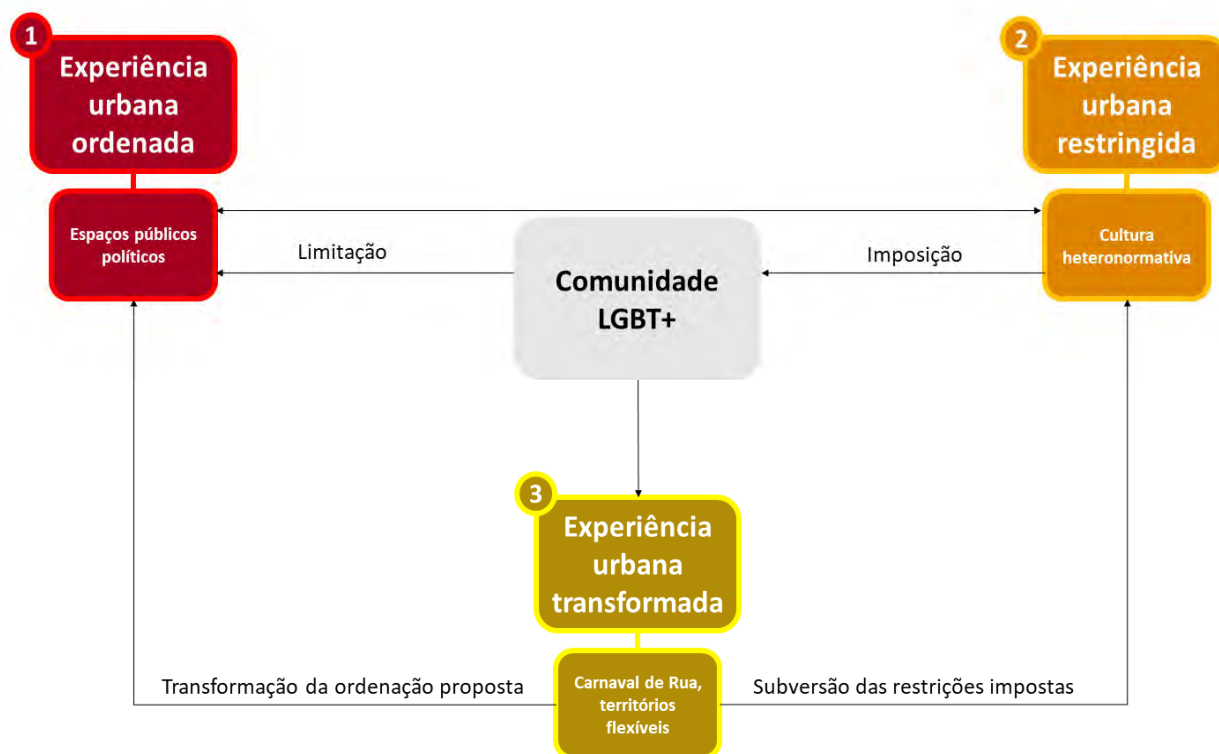 1
Experiência
urbana
ordenada
2
Experiência
urbana
restringida
Espaços públicos
políticos
Limitação
Comunidade
LGBT+
Imposição
Cultura
heteronormativa
3
Experiência
urbana
transformada
Transformação da ordenação proposta
Carnaval de Rua,
territórios
flexíveis
Subversão das restrições impostas